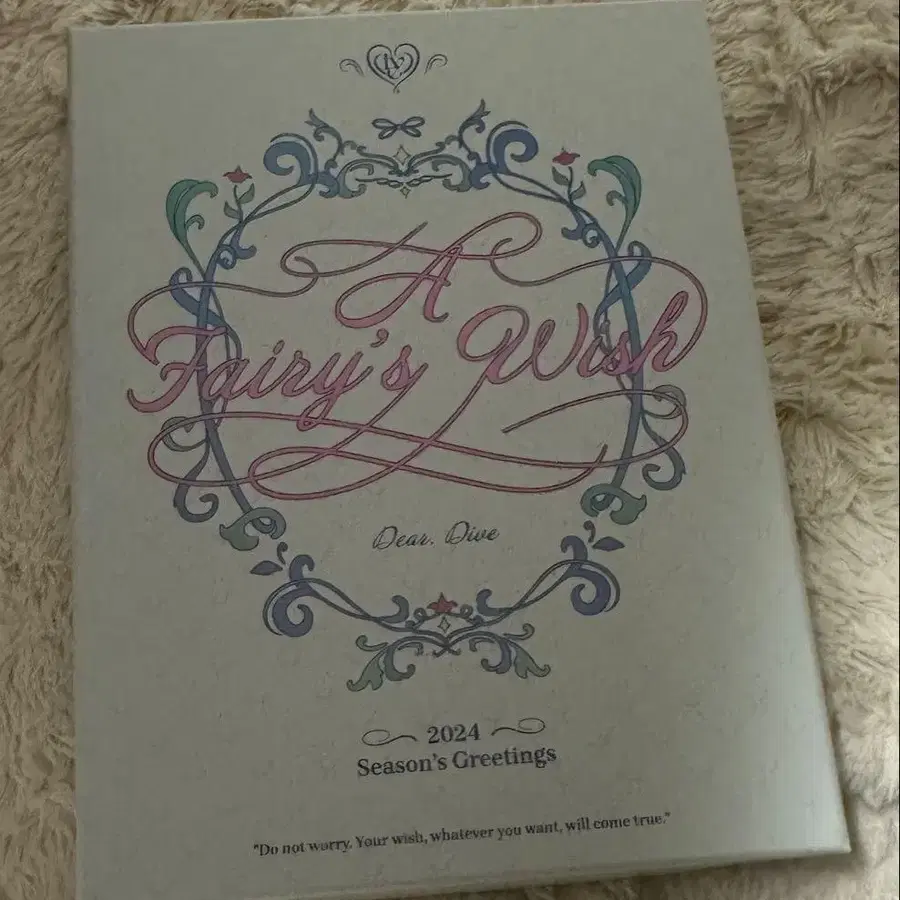 A
Fairy's Wish
Dear. Dive
2024
Season's Greetings
"Do not worry. Your wish, whatever you want, will come true."